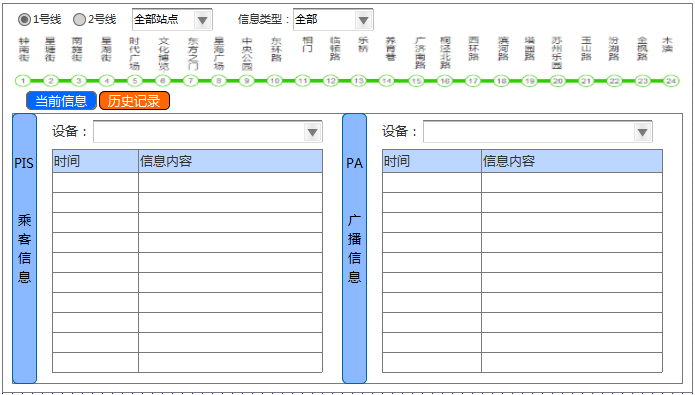 1号线 2号线 全部站点 信息类型： 全部
钟南街 星塘街 南施街 星湖街 时代广场 文化博览 东方之门 星海广场 中央公园 东环路 相门 临顿路 乐桥 养育巷 广济南路 桐泾北路 西环路 滨河路 塔园路 苏州乐园 玉山路 汾湖路 金枫路 木渎
1 2 3 4 5 6 7 8 9 10 11 12 13 14 15 16 17 18 19 20 21 22 23 24
当前信息 历史记录
PIS 乘客信息
设备：
时间 信息内容
PA 广播信息
设备：
时间 信息内容